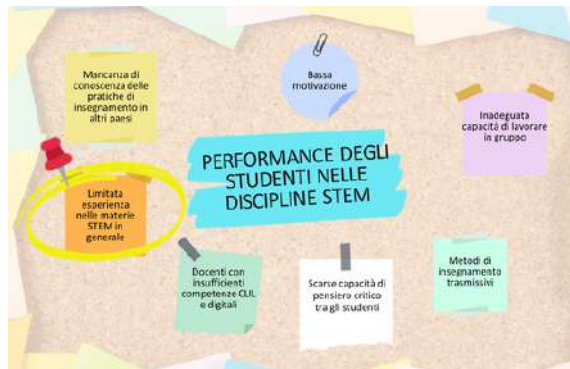 Mancanza di
conoscenza delle
pratiche di
insegnamento in
altri paesi
Bassa
motivazione
Inadeguata
capacità di lavorare
in gruppo
PERFORMANCE DEGLI
STUDENTI NELLE
DISCIPLINE STEM
Limitata
esperienza
nelle materie
STEM in
generale
Docenti con
insufficienti
competenze CLIL
e digitali
Scarse capacità di
pensiero critico
tra gli studenti
Metodi di
insegnamento
trasmissivi